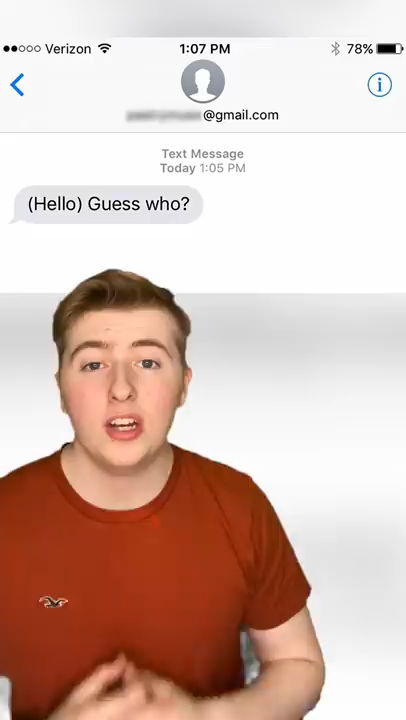 Verizon 1:07 PM 78%
@gmail.com
Text Message
Today 1:05 PM
(Hello) Guess who?